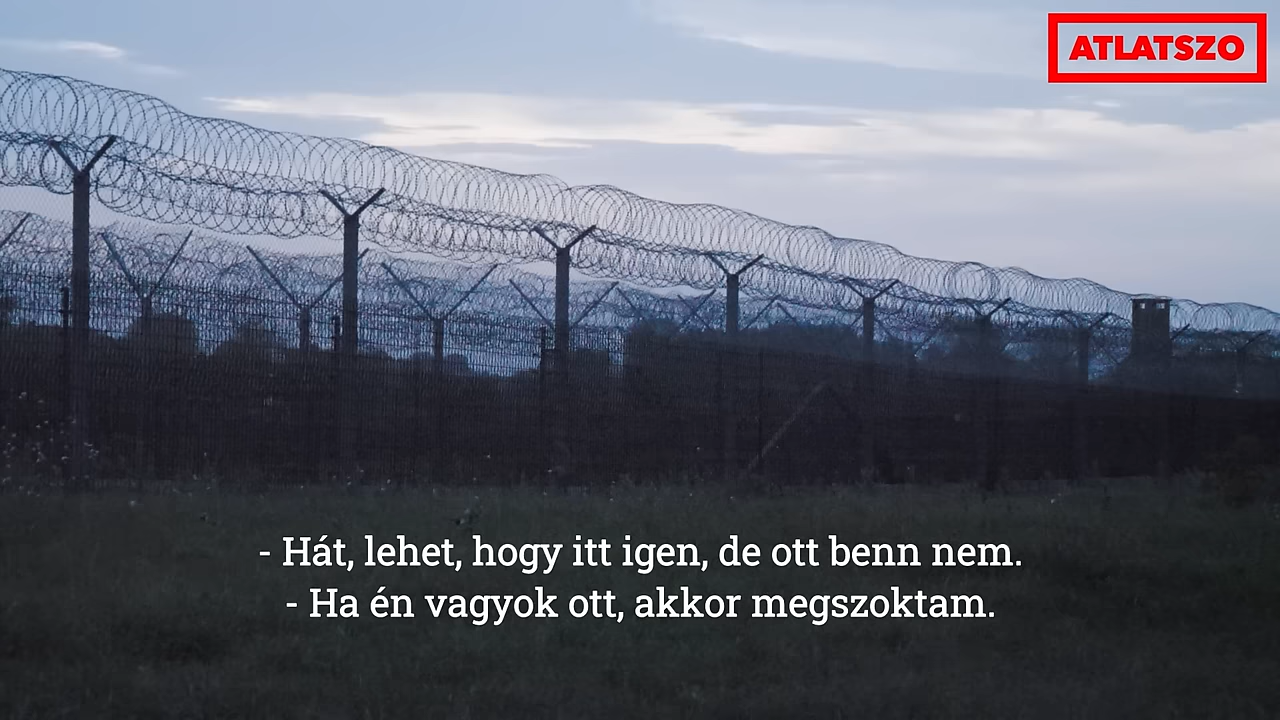 ATLATSZO
- Hát, lehet, hogy itt igen, de ott benn nem.
- Ha én vagyok ott, akkor megszoktam.